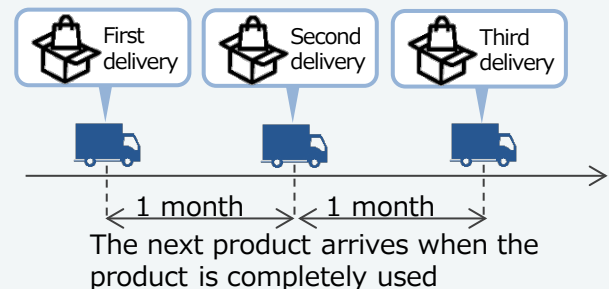 First
delivery
Second
delivery
Third
delivery
1 month
1 month
The next product arrives when the
product is completely used